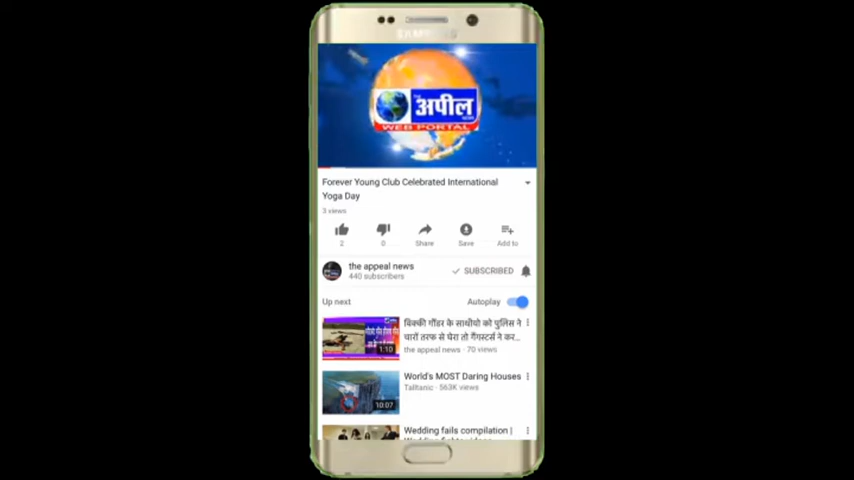 SAMSUNG
अपील
WEB PORTAL
Forever Young Club Celebrated International
Yoga Day
3 views
2
0
Share
Save
Add to
the appeal news
440 subscribers
SUBSCRIBED
Up next
Autoplay
विक्की गौंडर के साथीयो को पुलिस ने
चारों तरफ से घेरा तो गैंगस्टर्स ने कर...
the appeal news · 70 views
1:10
World's MOST Daring Houses
Talltanic · 563K views
10:07
Wedding fails compilation |